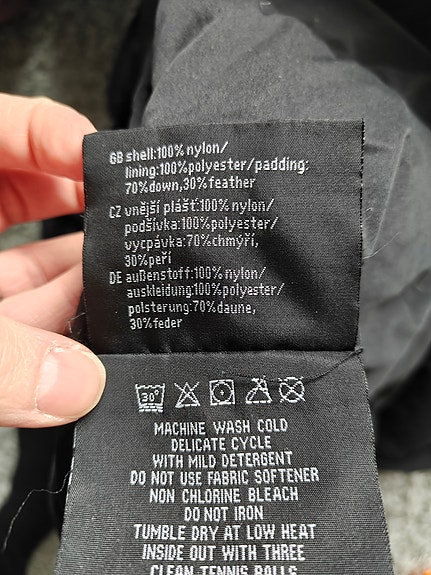 GB shell:100% nylon/
lining:100%polyester/padding:
70%down,30%feather
CZ vnější plášť:100% nylon/
podšívka:100%polyester/
vycpávka:70%chmýří,
30%peří
DE außenstoff:100%nylon/
auskleidung:100%polyester/
polsterung:70%daune,
30%feder
30°
MACHINE WASH COLD
DELICATE CYCLE
WITH MILD DETERGENT
DO NOT USE FABRIC SOFTENER
NON CHLORINE BLEACH
DO NOT IRON
TUMBLE DRY AT LOW HEAT
INSIDE OUT WITH THREE
CLEAN TENNIS BALLS